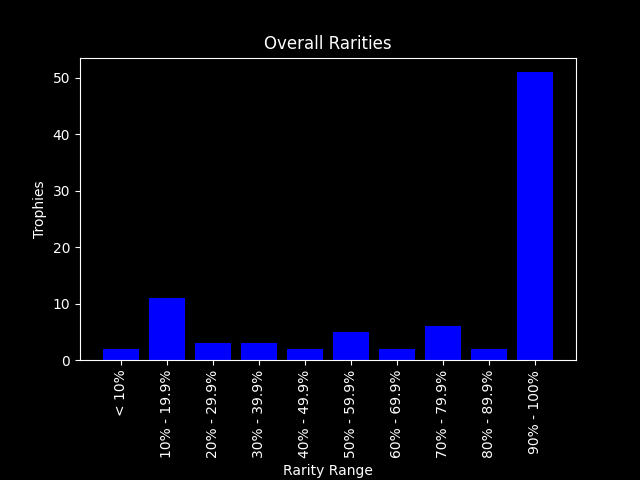 Overall Rarities
50
40
30
20
10
0
Trophies
< 10%
10% - 19.9%
20% - 29.9%
30% - 39.9%
40% - 49.9%
50% - 59.9%
60% - 69.9%
70% - 79.9%
80% - 89.9%
90% - 100%
Rarity Range